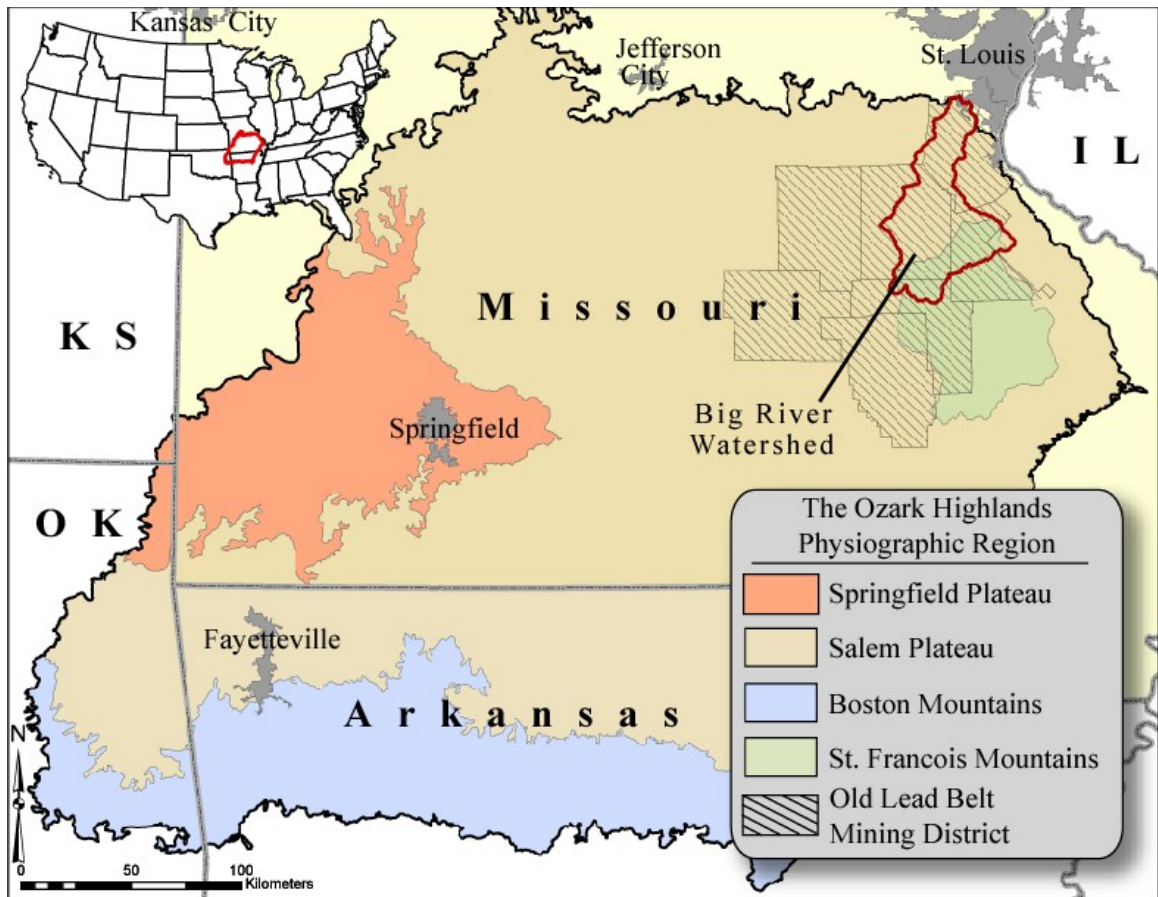 Kansas City
Jefferson
City
St. Louis
I L
M i s s o u r i
K S
Big River
Watershed
Springfield
O K
Fayetteville
A r k a n s a s
The Ozark Highlands
Physiographic Region
Springfield Plateau
Salem Plateau
Boston Mountains
St. Francois Mountains
Old Lead Belt
Mining District
N
0 50 100
Kilometers